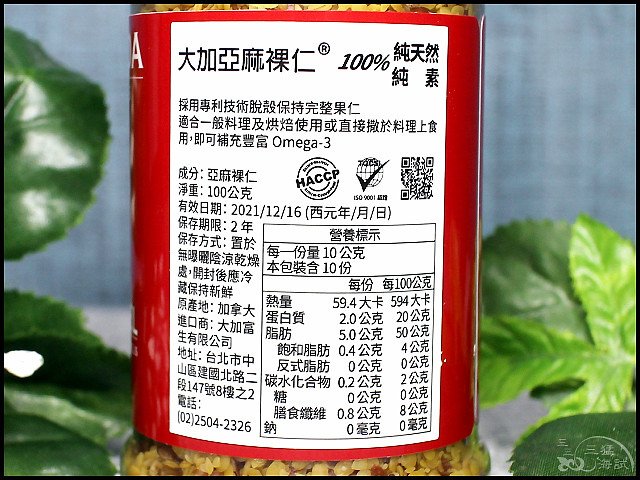 大加亞麻裸仁®
100% 純天然
純 素
採用專利技術脫殼保持完整果仁
適合一般料理及烘焙使用或直接撒於料理上食
用,即可補充豐富 Omega-3
HACCP
ISO 9001 認證
成分: 亞麻裸仁
淨重: 100公克
有效日期: 2021/12/16 (西元年/月/日)
保存期限: 2 年
保存方式: 置於
無曝曬陰涼乾燥
處,開封後應冷
藏保持新鮮
原產地: 加拿大
進口商: 大加富
生有限公司
地址: 台北市中
山區建國北路二
段147號8樓之2
電話:
(02)2504-2326
營養標示
每一份量 10 公克
本包裝含 10 份
每份 每100公克
熱量 59.4 大卡 594 大卡
蛋白質 2.0 公克 20 公克
脂肪 5.0 公克 50 公克
飽和脂肪 0.4 公克 4 公克
反式脂肪 0 公克 0 公克
碳水化合物 0.2 公克 2 公克
糖 0 公克 0 公克
膳食纖維 0.8 公克 8 公克
鈉 0 毫克 0 毫克
A
三猛
海試